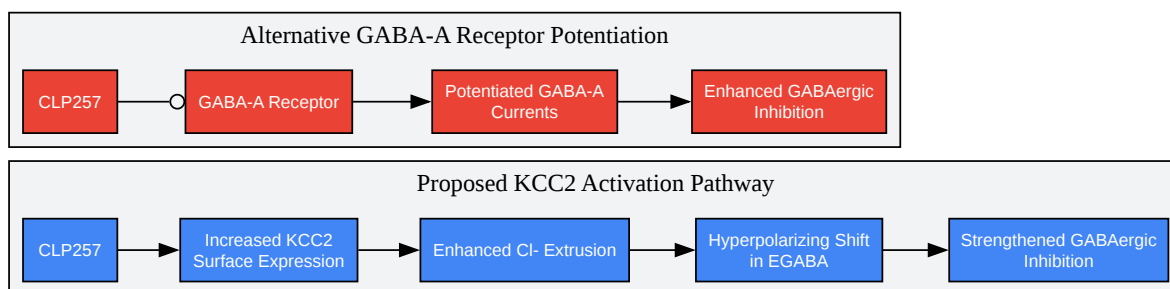 Alternative GABA-A Receptor Potentiation
CLP257
GABA-A Receptor
Potentiated GABA-A
Currents
Enhanced GABAergic
Inhibition
Proposed KCC2 Activation Pathway
CLP257
Increased KCC2
Surface Expression
Enhanced Cl- Extrusion
Hyperpolarizing Shift
in EGABA
Strengthened GABAergic
Inhibition